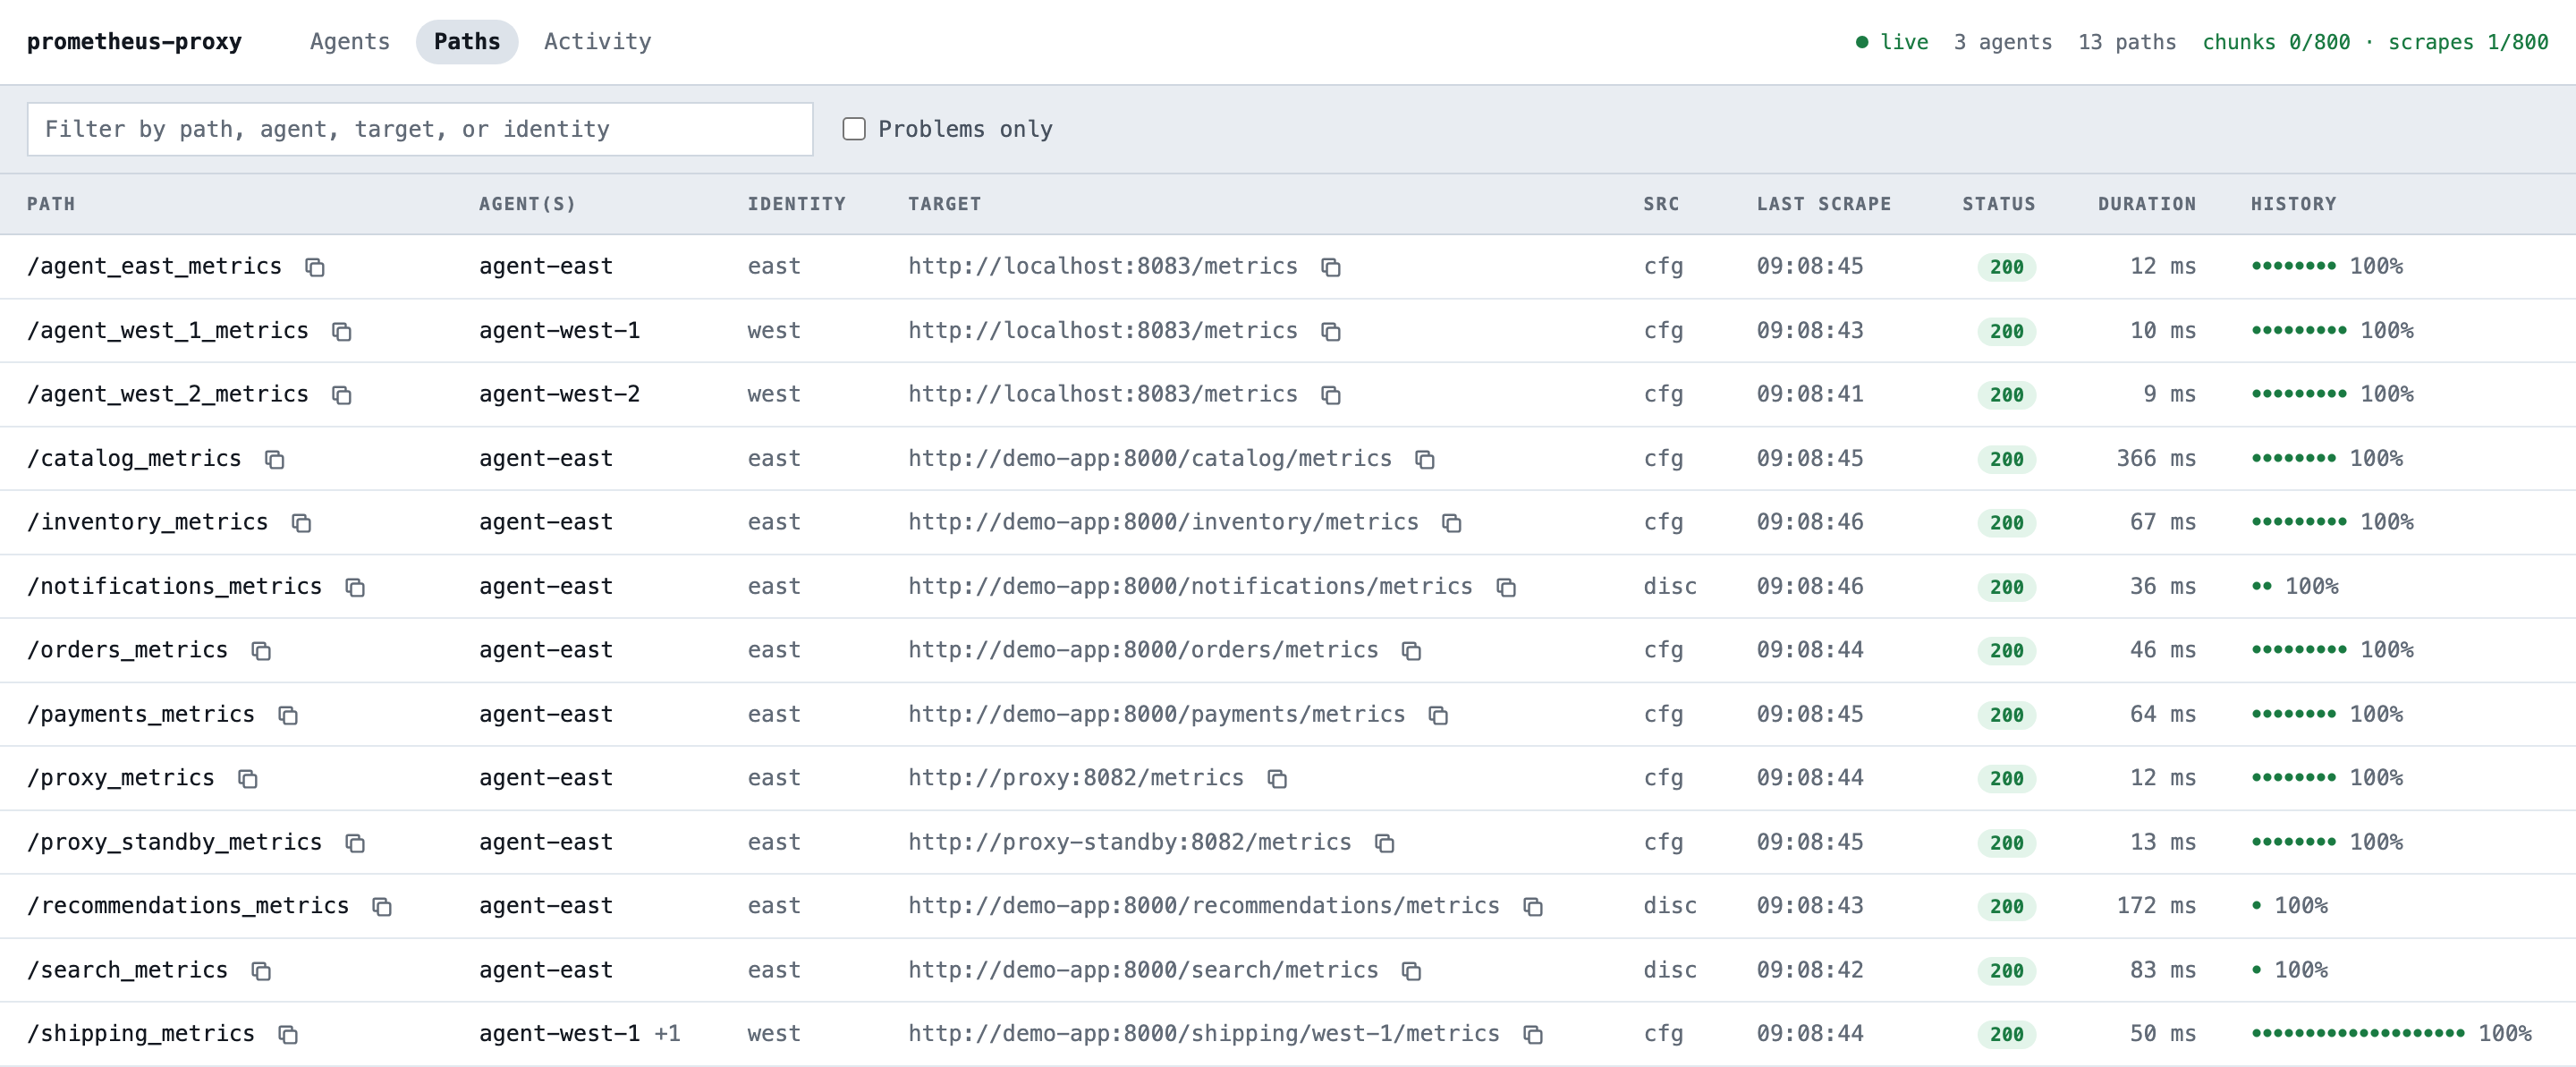 prometheus-proxy Agents Paths Activity live 3 agents 13 paths chunks 0/800 · scrapes 1/800
Filter by path, agent, target, or identity Problems only
PATH AGENT(S) IDENTITY TARGET SRC LAST SCRAPE STATUS DURATION HISTORY
/agent_east_metrics agent-east east http://localhost:8083/metrics cfg 09:08:45 200 12 ms 100%
/agent_west_1_metrics agent-west-1 west http://localhost:8083/metrics cfg 09:08:43 200 10 ms 100%
/agent_west_2_metrics agent-west-2 west http://localhost:8083/metrics cfg 09:08:41 200 9 ms 100%
/catalog_metrics agent-east east http://demo-app:8000/catalog/metrics cfg 09:08:45 200 366 ms 100%
/inventory_metrics agent-east east http://demo-app:8000/inventory/metrics cfg 09:08:46 200 67 ms 100%
/notifications_metrics agent-east east http://demo-app:8000/notifications/metrics disc 09:08:46 200 36 ms 100%
/orders_metrics agent-east east http://demo-app:8000/orders/metrics cfg 09:08:44 200 46 ms 100%
/payments_metrics agent-east east http://demo-app:8000/payments/metrics cfg 09:08:45 200 64 ms 100%
/proxy_metrics agent-east east http://proxy:8082/metrics cfg 09:08:44 200 12 ms 100%
/proxy_standby_metrics agent-east east http://proxy-standby:8082/metrics cfg 09:08:45 200 13 ms 100%
/recommendations_metrics agent-east east http://demo-app:8000/recommendations/metrics disc 09:08:43 200 172 ms 100%
/search_metrics agent-east east http://demo-app:8000/search/metrics disc 09:08:42 200 83 ms 100%
/shipping_metrics agent-west-1 +1 west http://demo-app:8000/shipping/west-1/metrics cfg 09:08:44 200 50 ms 100%